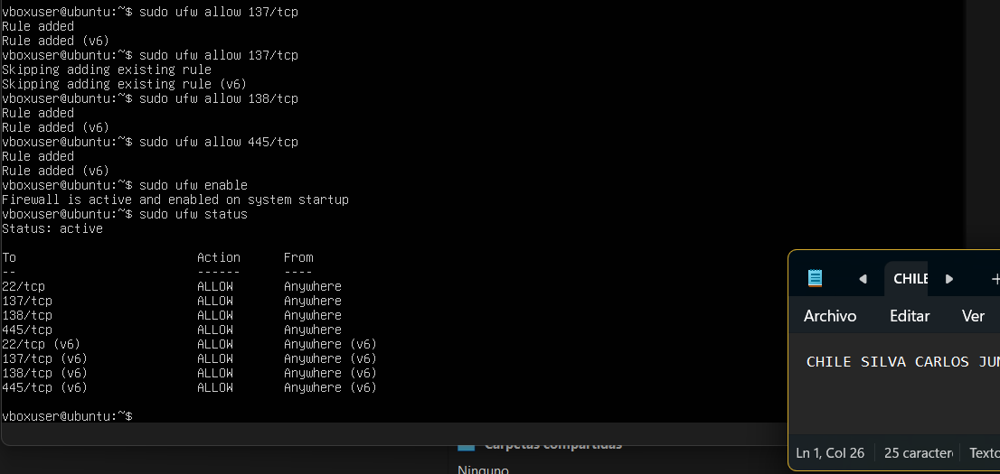 vboxuser@ubuntu:~$ sudo ufw allow 137/tcp
Rule added
Rule added (v6)
vboxuser@ubuntu:~$ sudo ufw allow 137/tcp
Skipping adding existing rule
Skipping adding existing rule (v6)
vboxuser@ubuntu:~$ sudo ufw allow 138/tcp
Rule added
Rule added (v6)
vboxuser@ubuntu:~$ sudo ufw allow 445/tcp
Rule added
Rule added (v6)
vboxuser@ubuntu:~$ sudo ufw enable
Firewall is active and enabled on system startup
vboxuser@ubuntu:~$ sudo ufw status
Status: active
To Action From
-- ------ ----
22/tcp ALLOW Anywhere
137/tcp ALLOW Anywhere
138/tcp ALLOW Anywhere
445/tcp ALLOW Anywhere
22/tcp (v6) ALLOW Anywhere (v6)
137/tcp (v6) ALLOW Anywhere (v6)
138/tcp (v6) ALLOW Anywhere (v6)
445/tcp (v6) ALLOW Anywhere (v6)
vboxuser@ubuntu:~$
CHILE
Archivo Editar Ver
CHILE SILVA CARLOS JUN
Ln 1, Col 26 25 caracter Texto
Carpetas compartidas
Ninguno